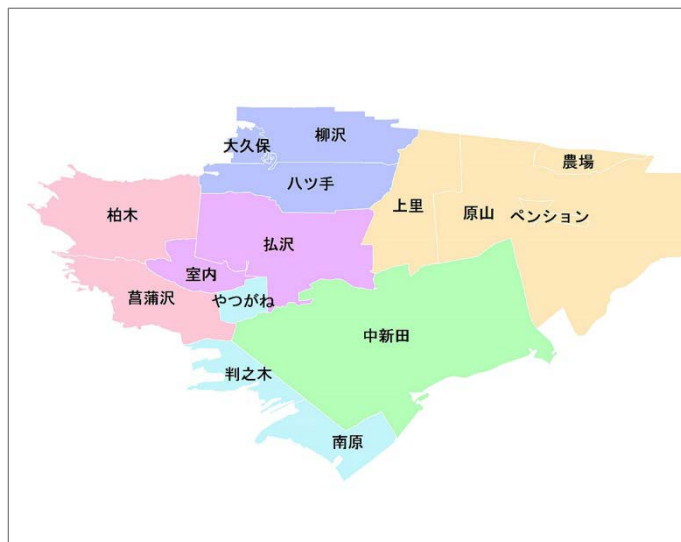 柳沢
大久保
農場
八ツ手
柏木
上里
原山
ペンション
払沢
室内
菖蒲沢
やつがね
中新田
判之木
南原